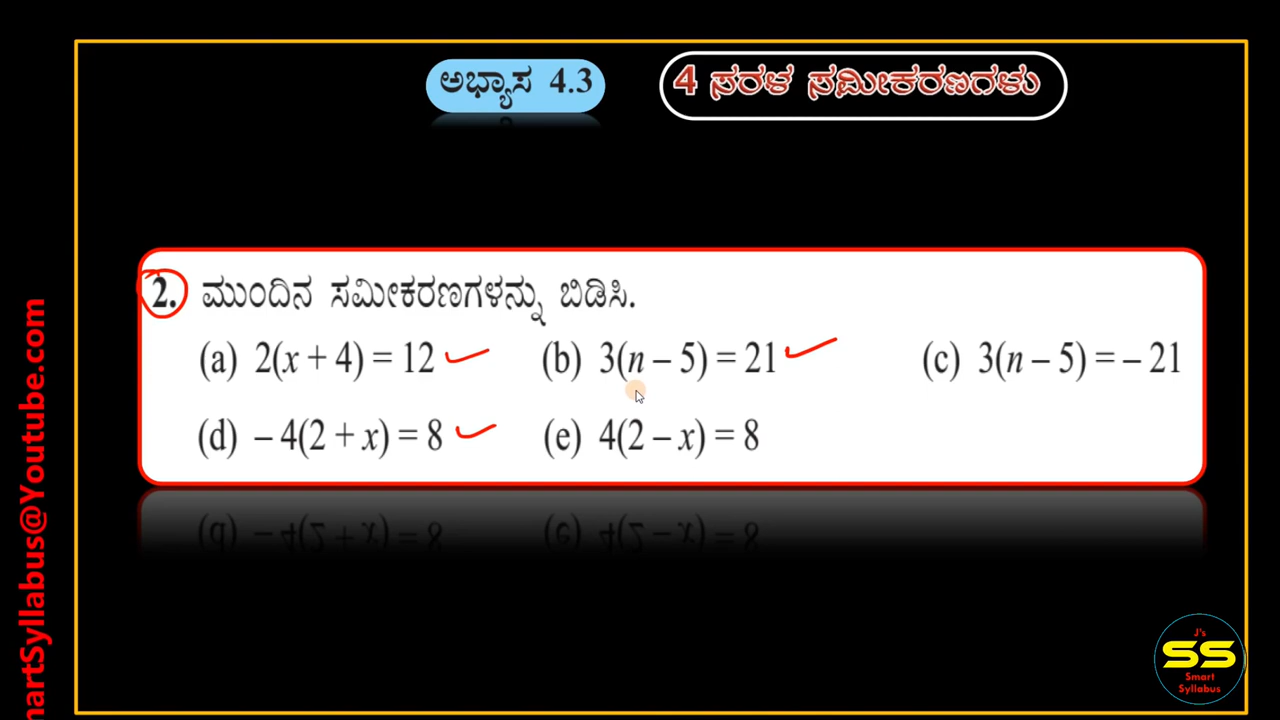 ಅಭ್ಯಾಸ 4.3
4 ಸರಳ ಸಮೀಕರಣಗಳು
2. ಮುಂದಿನ ಸಮೀಕರಣಗಳನ್ನು ಬಿಡಿಸಿ.
(a) 2(x + 4) = 12 (b) 3(n – 5) = 21 (c) 3(n – 5) = – 21
(d) – 4(2 + x) = 8 (e) 4(2 – x) = 8
martSyllabus@Youtube.com
J's
SS
Smart
Syllabus